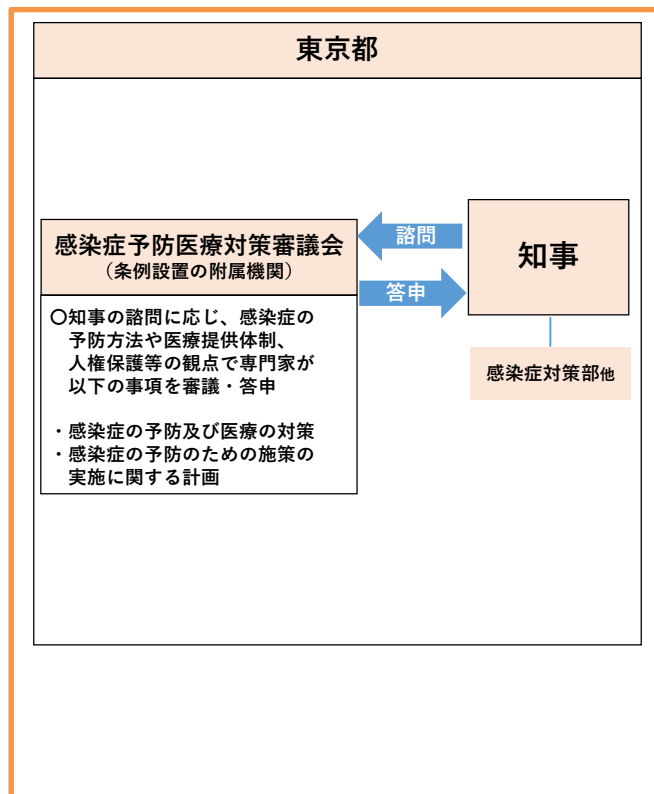 東京都
感染症予防医療対策審議会
（条例設置の附属機関）
諮問
答申
知事
感染症対策部他
〇知事の諮問に応じ、感染症の
予防方法や医療提供体制、
人権保護等の観点で専門家が
以下の事項を審議・答申
・感染症の予防及び医療の対策
・感染症の予防のための施策の
実施に関する計画